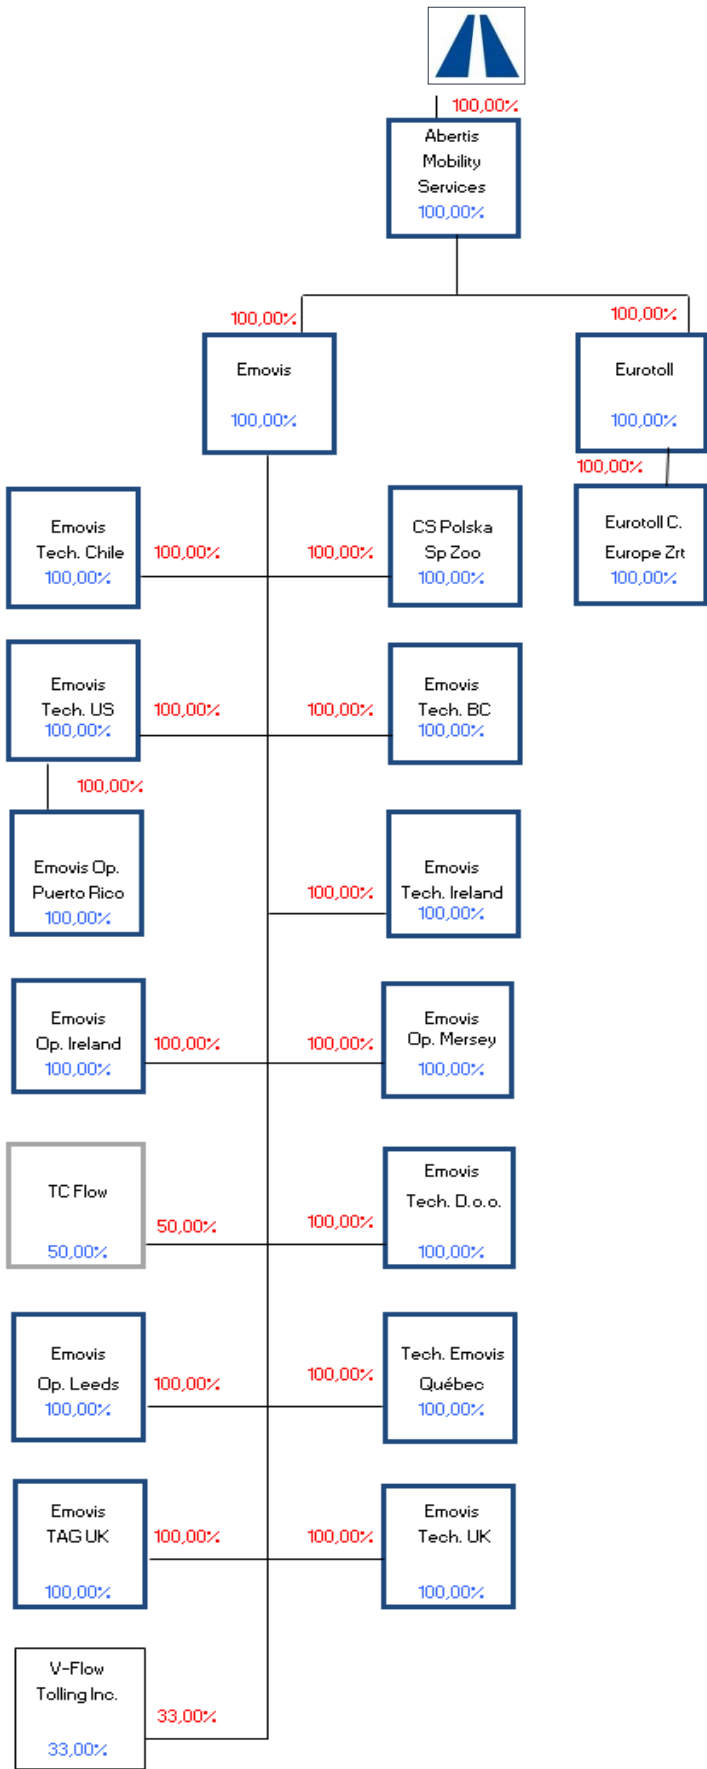 100,00%
Abertis
Mobility
Services
100,00%
100,00%
100,00%
Emovis
100,00%
Eurotoll
100,00%
100,00%
Eurotoll C.
Europe Zrt
100,00%
Emovis
Tech. Chile
100,00%
100,00%
100,00%
CS Polska
Sp Zoo
100,00%
Emovis
Tech. US
100,00%
100,00%
100,00%
Emovis
Tech. BC
100,00%
100,00%
Emovis Op.
Puerto Rico
100,00%
100,00%
Emovis
Tech. Ireland
100,00%
Emovis
Op. Ireland
100,00%
100,00%
100,00%
Emovis
Op. Mersey
100,00%
TC Flow
50,00%
50,00%
100,00%
Emovis
Tech. D.o.o.
100,00%
Emovis
Op. Leeds
100,00%
100,00%
100,00%
Tech. Emovis
Québec
100,00%
Emovis
TAG UK
100,00%
100,00%
100,00%
Emovis
Tech. UK
100,00%
V-Flow
Tolling Inc.
33,00%
33,00%